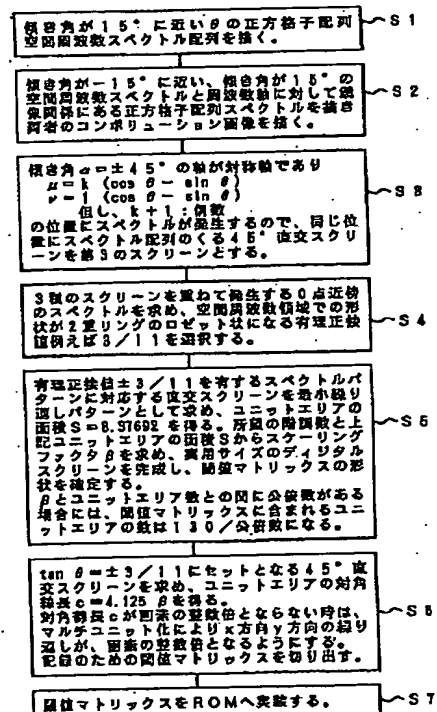 傾き角が15°に近いθの正方格子配列
空間周波数スペクトル配列を描く。
S1
傾き角が-15°に近い、傾き角が15°の
空間周波数スペクトルと周波数軸に対して鏡
像関係にある正方格子配列スペクトルを描き
両者のコンボリューション画像を描く。
S2
傾き角α=±45°の軸が対称軸であり
μ=k (cos θ− sin θ)
ν=l (cos θ− sin θ)
但し、k+l:偶数
の位置にスペクトルが発生するので、同じ位
置にスペクトル配列のくる45°直交スクリ
ーンを第3のスクリーンとする。
S3
3種のスクリーンを重ねて発生する0点近傍
のスペクトルを求め、空間周波数領域での形
状が2重リングのロゼット状になる有理正接
値例えば3/11を選択する。
S4
有理正接値±3/11を有するスペクトルパ
ターンに対応する直交スクリーンを最小繰り
返しパターンとして求め、ユニットエリアの
面積S=8.37692を得る。所望の階調数と上
記ユニットエリアの面積Sからスケーリング
ファクタβを求め、実用サイズのディジタル
スクリーンを完成し、閾値マトリックスの形
状を確定する。
βとユニットエリア数との間に公倍数がある
場合には、閾値マトリックスに含まれるユニ
ットエリアの数は130/公倍数になる。
S5
tan θ=±3/11にセットとなる45°直
交スクリーンを求め、ユニットエリアの対角
線長c=4.125 βを得る。
対角線長cが画素の整数倍とならない時は、
マルチユニット化によりx方向y方向の繰り
返しが、画素の整数倍となるようにする。
記録のための閾値マトリックスを切り出す。
S6
閾値マトリックスをROMへ実装する。
S7